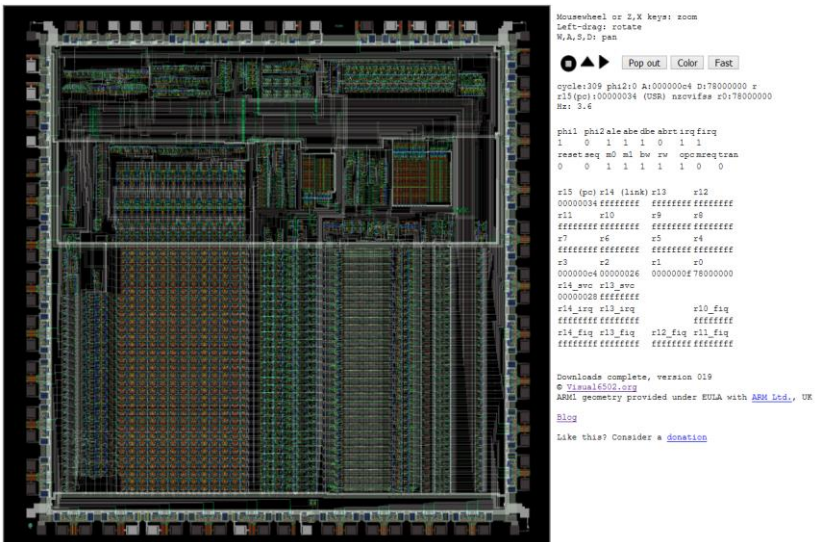 Mousewheel or Z,X keys: zoom
Left-drag: rotate
W,A,S,D: pan
Pop out Color Fast
cycle:309 phi2:0 A:000000c4 D:78000000 r
r15(pc):00000034 (USR) nzcvifss r0:78000000
Hz: 3.6
phi1 phi2 ale abe dbe abrt irq firq
1 0 1 1 1 0 1 1
reset seq m0 m1 bw rw opc mreq tran
0 0 1 1 1 1 1 0 0
r15 (pc) r14 (link) r13 r12
00000034 ffffffff ffffffff ffffffff
r11 r10 r9 r8
ffffffff ffffffff ffffffff ffffffff
r7 r6 r5 r4
ffffffff ffffffff ffffffff ffffffff
r3 r2 r1 r0
000000c4 00000026 0000000f 78000000
r14_svc r13_svc
00000028 ffffffff
r14_irq r13_irq r10_fiq
ffffffff ffffffff ffffffff
r14_fiq r13_fiq r12_fiq r11_fiq
ffffffff ffffffff ffffffff ffffffff
Downloads complete, version 019
© Visual6502.org
ARM1 geometry provided under EULA with ARM Ltd., UK
Blog
Like this? Consider a donation